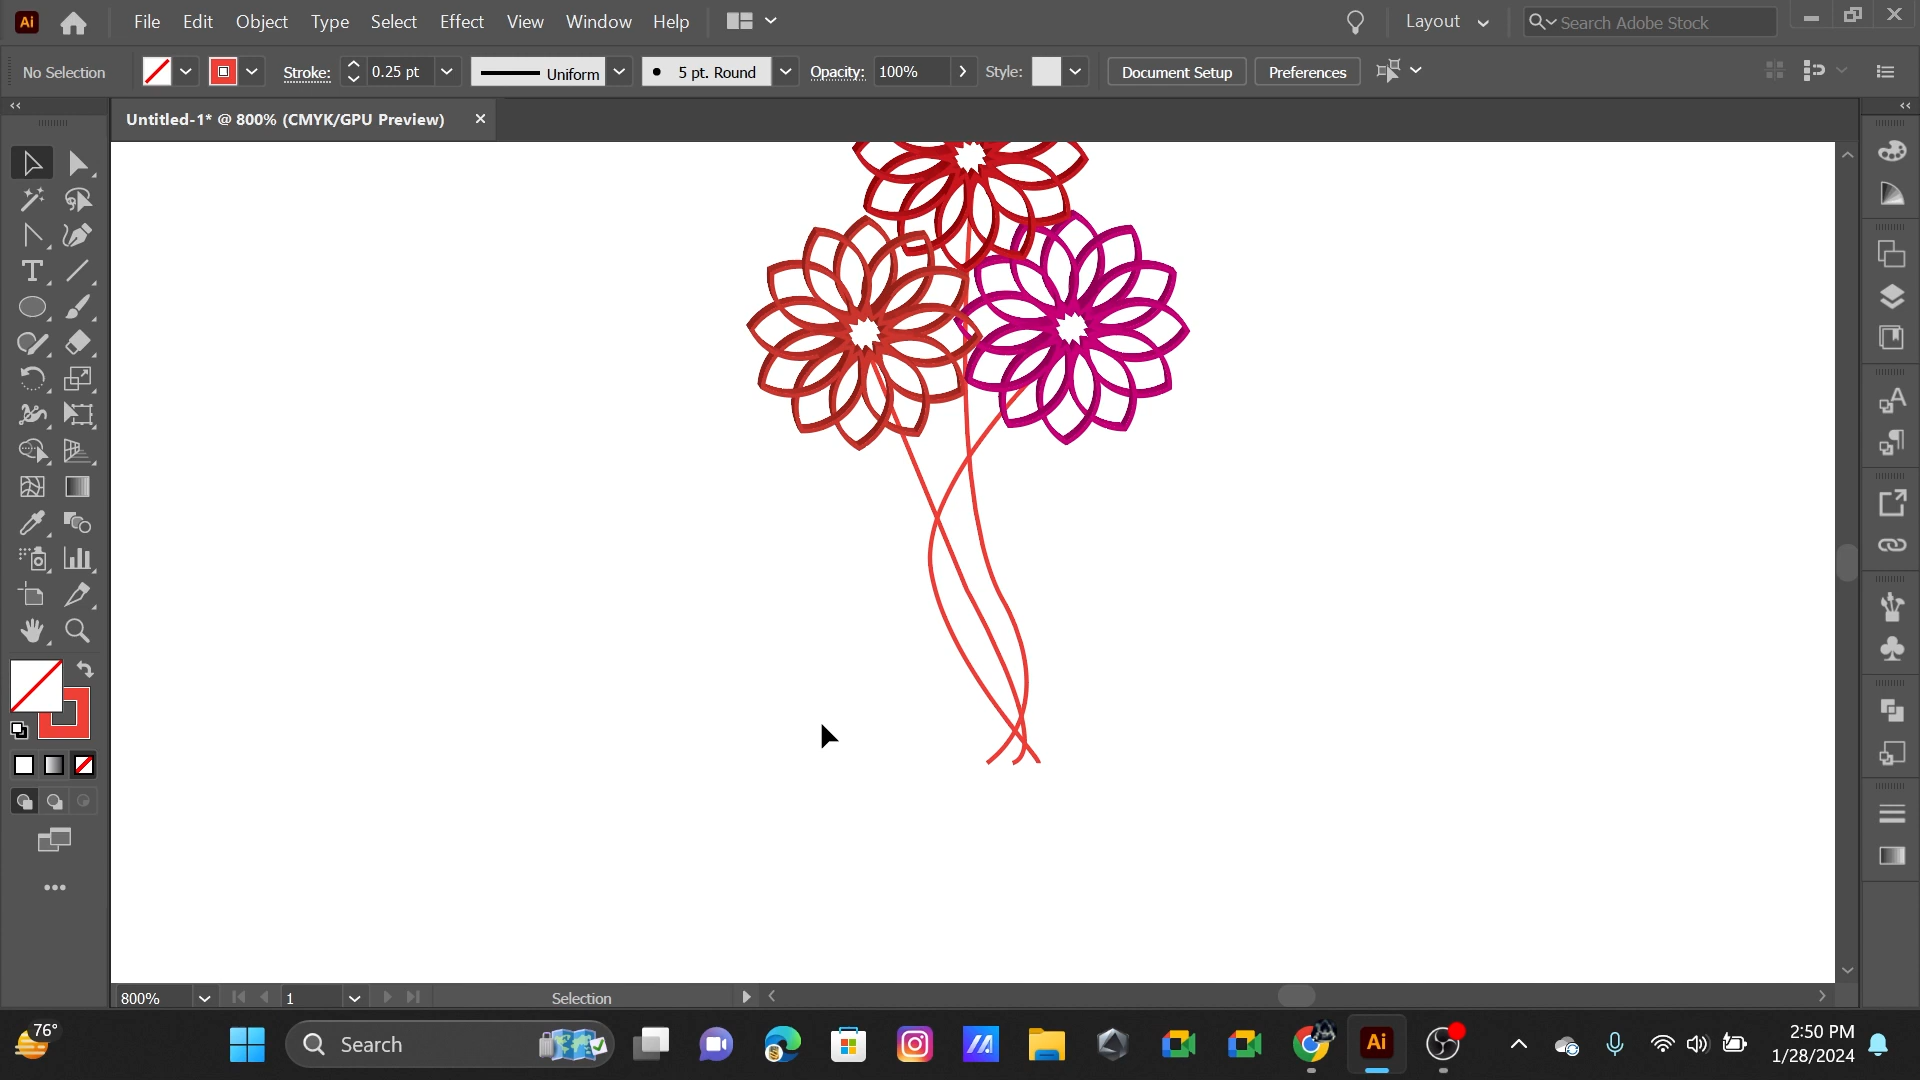 Ai File Edit Object Type Select Effect View Window Help Layout Search Adobe Stock
No Selection Stroke: 0.25 pt Uniform 5 pt. Round Opacity: 100% Style: Document Setup Preferences
Untitled-1* @ 800% (CMYK/GPU Preview)
800% 1 Selection
76° Search Ai 2:50 PM
1/28/2024